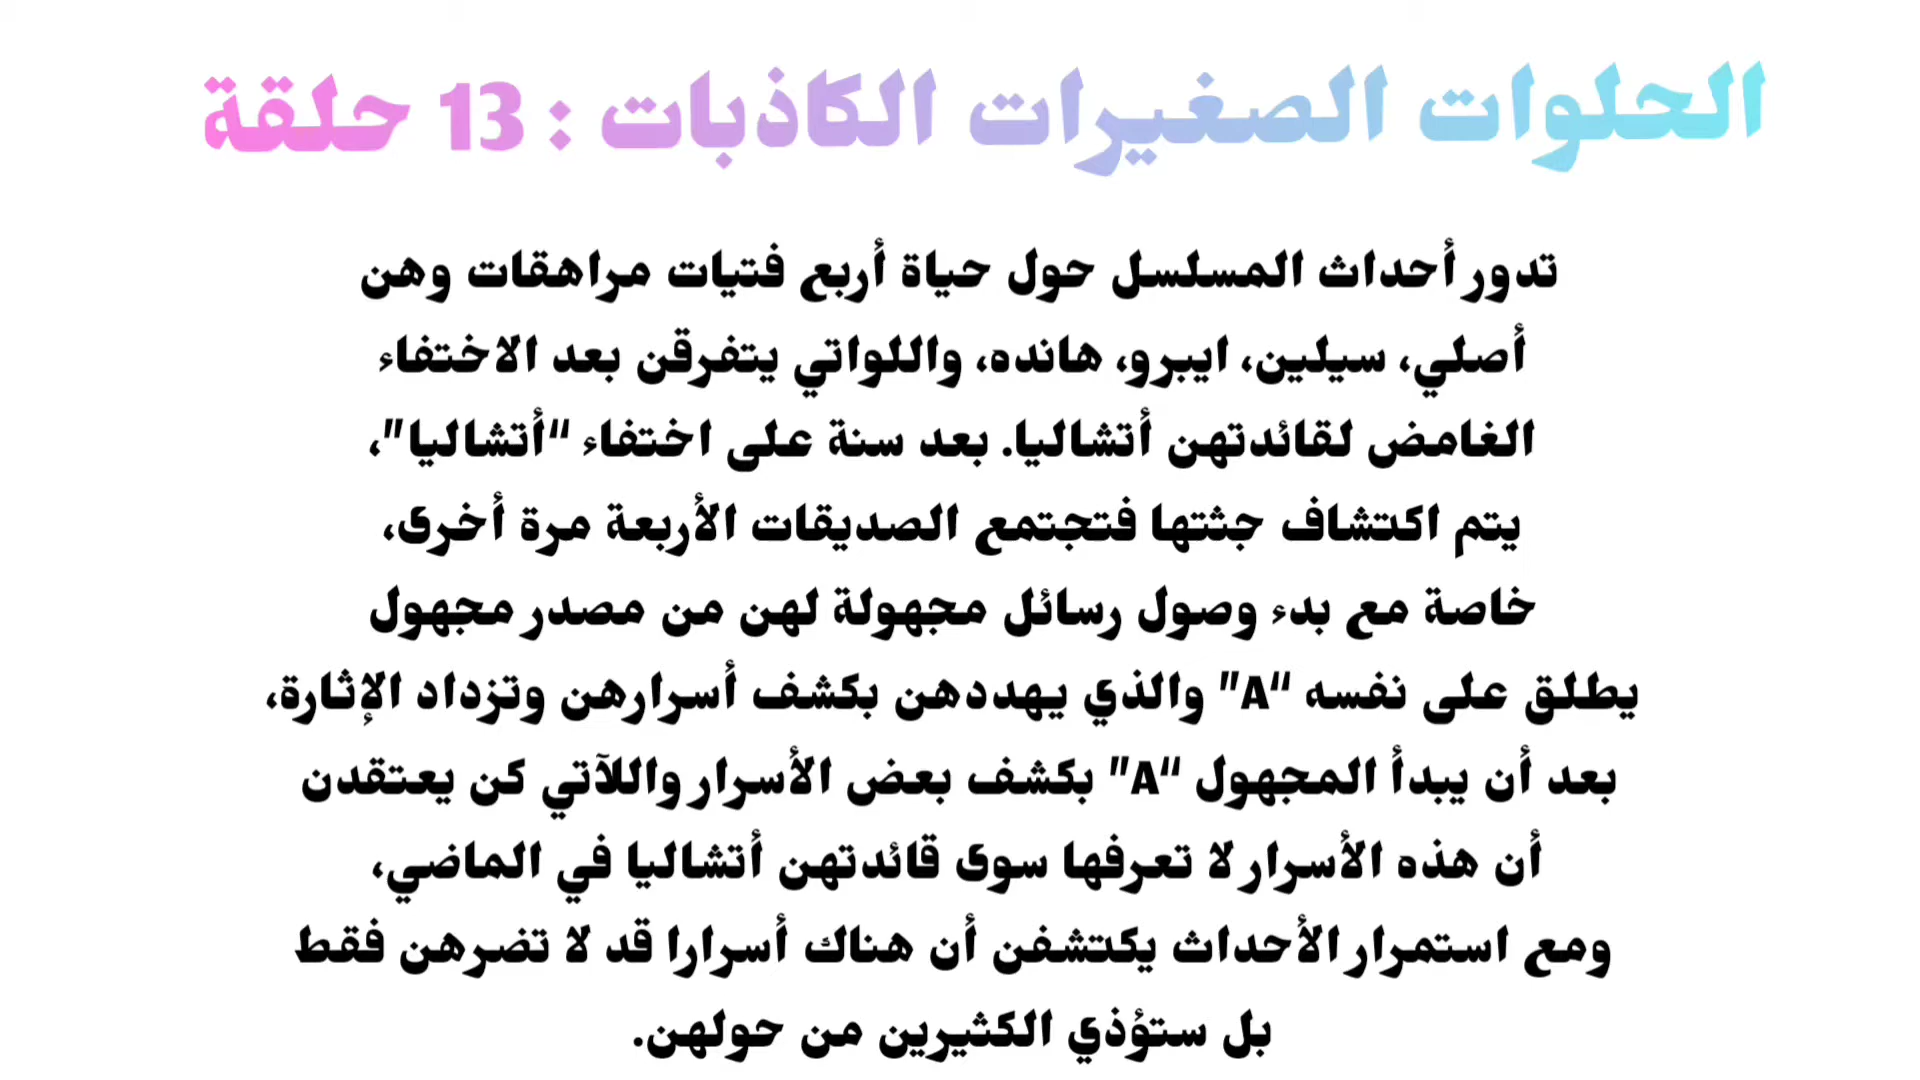 الحلوات الصغيرات الكاذبات : 13 حلقة
تدور أحداث المسلسل حول حياة أربع فتيات مراهقات وهن
أصلي، سيلين، ايبرو، هانده، واللواتي يتفرقن بعد الاختفاء
الغامض لقائدتهن أتشاليا. بعد سنة على اختفاء “أتشاليا”،
يتم اكتشاف جثتها فتجتمع الصديقات الأربعة مرة أخرى،
خاصة مع بدء وصول رسائل مجهولة لهن من مصدر مجهول
يطلق على نفسه “A” والذي يهددهن بكشف أسرارهن وتزداد الإثارة،
بعد أن يبدأ المجهول “A” بكشف بعض الأسرار واللآتي كن يعتقدن
أن هذه الأسرار لا تعرفها سوى قائدتهن أتشاليا في الماضي،
ومع استمرار الأحداث يكتشفن أن هناك أسرارا قد لا تضرهن فقط
بل ستؤذي الكثيرين من حولهن.